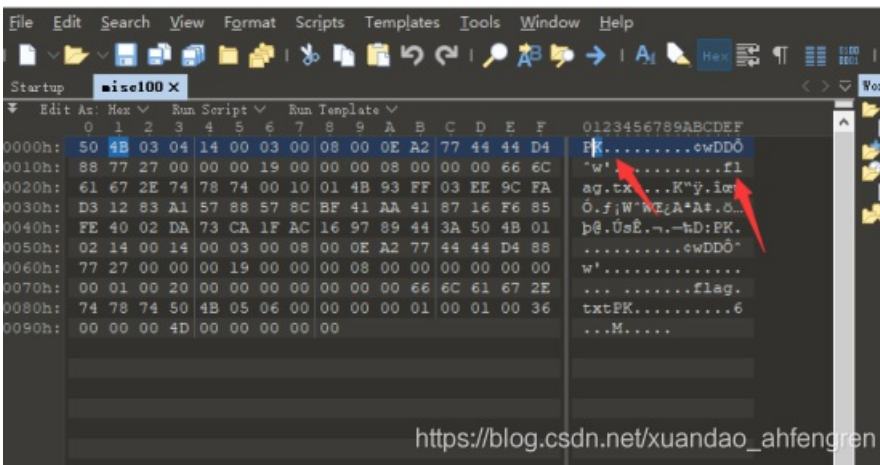 File Edit Search View Format Scripts Templates Tools Window Help
Startup misc100 ×
Edit As: Hex Run Script Run Template
0 1 2 3 4 5 6 7 8 9 A B C D E F 0123456789ABCDEF
0000h: 50 4B 03 04 14 00 03 00 08 00 0E A2 77 44 44 D4 PK.........¢wDDÔ
0010h: 88 77 27 00 00 00 19 00 00 00 08 00 00 00 66 6C ˆw'...........fl
0020h: 61 67 2E 74 78 74 00 10 01 4B 93 FF 03 EE 9C FA ag.txt...K“ÿ.îœú
0030h: D3 12 83 A1 57 88 57 8C BF 41 AA 41 87 16 F6 85 Ó.ƒ¡WˆWŒ¿AªA‡.ö…
0040h: FE 40 02 DA 73 CA 1F AC 16 97 89 44 3A 50 4B 01 þ@.ÚsÊ.¬.—‰D:PK.
0050h: 02 14 00 14 00 03 00 08 00 0E A2 77 44 44 D4 88 ..........¢wDDÔˆ
0060h: 77 27 00 00 00 19 00 00 00 08 00 00 00 00 00 00 w'..............
0070h: 00 01 00 20 00 00 00 00 00 00 00 66 6C 61 67 2E ... .......flag.
0080h: 74 78 74 50 4B 05 06 00 00 00 00 01 00 01 00 36 txtPK..........6
0090h: 00 00 00 4D 00 00 00 00 00 ...M.....
https://blog.csdn.net/xuandao_ahfengren